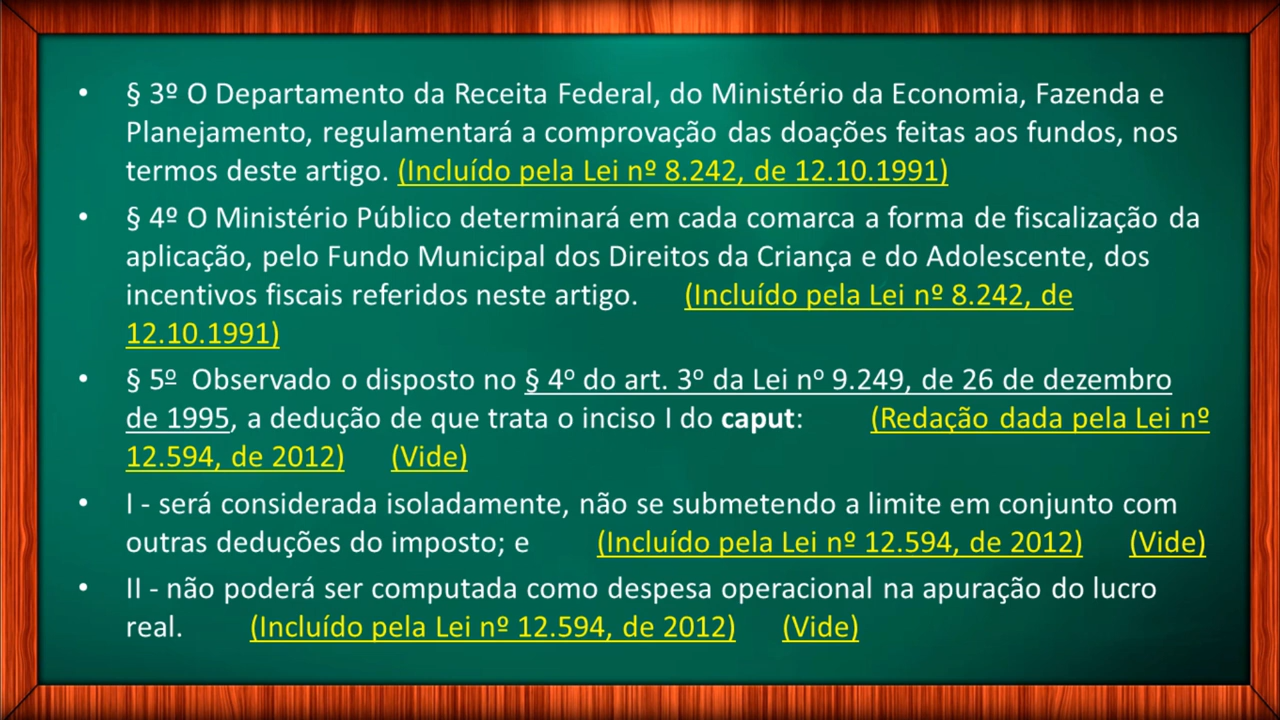 • § 3º O Departamento da Receita Federal, do Ministério da Economia, Fazenda e
Planejamento, regulamentará a comprovação das doações feitas aos fundos, nos
termos deste artigo. (Incluído pela Lei nº 8.242, de 12.10.1991)
• § 4º O Ministério Público determinará em cada comarca a forma de fiscalização da
aplicação, pelo Fundo Municipal dos Direitos da Criança e do Adolescente, dos
incentivos fiscais referidos neste artigo. (Incluído pela Lei nº 8.242, de
12.10.1991)
• § 5º Observado o disposto no § 4o do art. 3o da Lei no 9.249, de 26 de dezembro
de 1995, a dedução de que trata o inciso I do caput: (Redação dada pela Lei nº
12.594, de 2012) (Vide)
• I - será considerada isoladamente, não se submetendo a limite em conjunto com
outras deduções do imposto; e (Incluído pela Lei nº 12.594, de 2012) (Vide)
• II - não poderá ser computada como despesa operacional na apuração do lucro
real. (Incluído pela Lei nº 12.594, de 2012) (Vide)